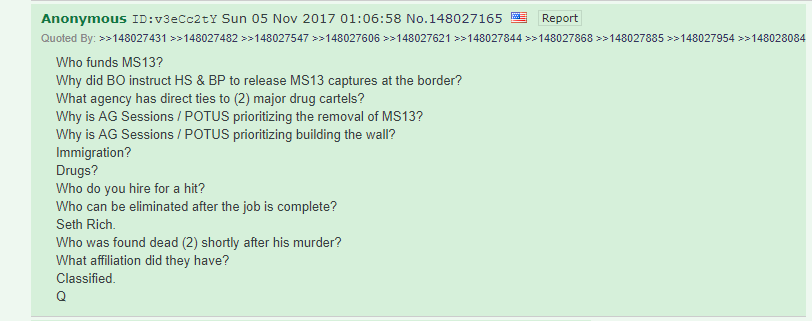 Anonymous ID:v3eCc2tY Sun 05 Nov 2017 01:06:58 No.148027165 Report
Quoted By: >>148027431 >>148027482 >>148027547 >>148027606 >>148027621 >>148027844 >>148027868 >>148027885 >>148027954 >>148028084
Who funds MS13?
Why did BO instruct HS & BP to release MS13 captures at the border?
What agency has direct ties to (2) major drug cartels?
Why is AG Sessions / POTUS prioritizing the removal of MS13?
Why is AG Sessions / POTUS prioritizing building the wall?
Immigration?
Drugs?
Who do you hire for a hit?
Who can be eliminated after the job is complete?
Seth Rich.
Who was found dead (2) shortly after his murder?
What affiliation did they have?
Classified.
Q